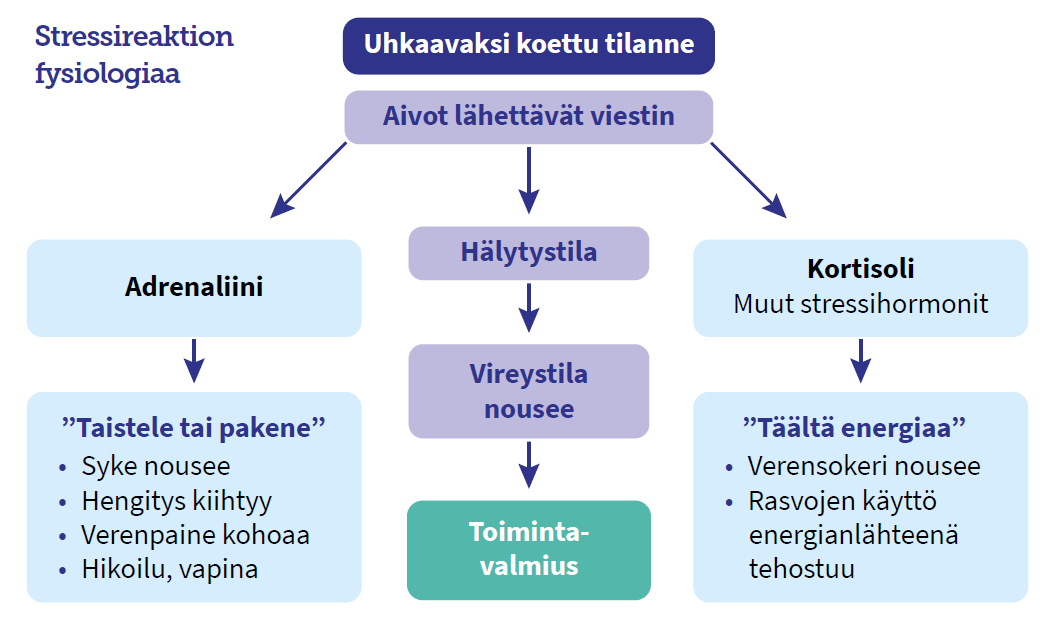 Stressireaktion
fysiologiaa
Uhkaavaksi koettu tilanne
Aivot lähettävät viestin
Adrenaliini
”Taistele tai pakene”
• Syke nousee
• Hengitys kiihtyy
• Verenpaine kohoaa
• Hikoilu, vapina
Hälytystila
Vireystila
nousee
Toiminta-
valmius
Kortisoli
Muut stressihormonit
”Täältä energiaa”
• Verensokeri nousee
• Rasvojen käyttö
energianlähteenä
tehostuu